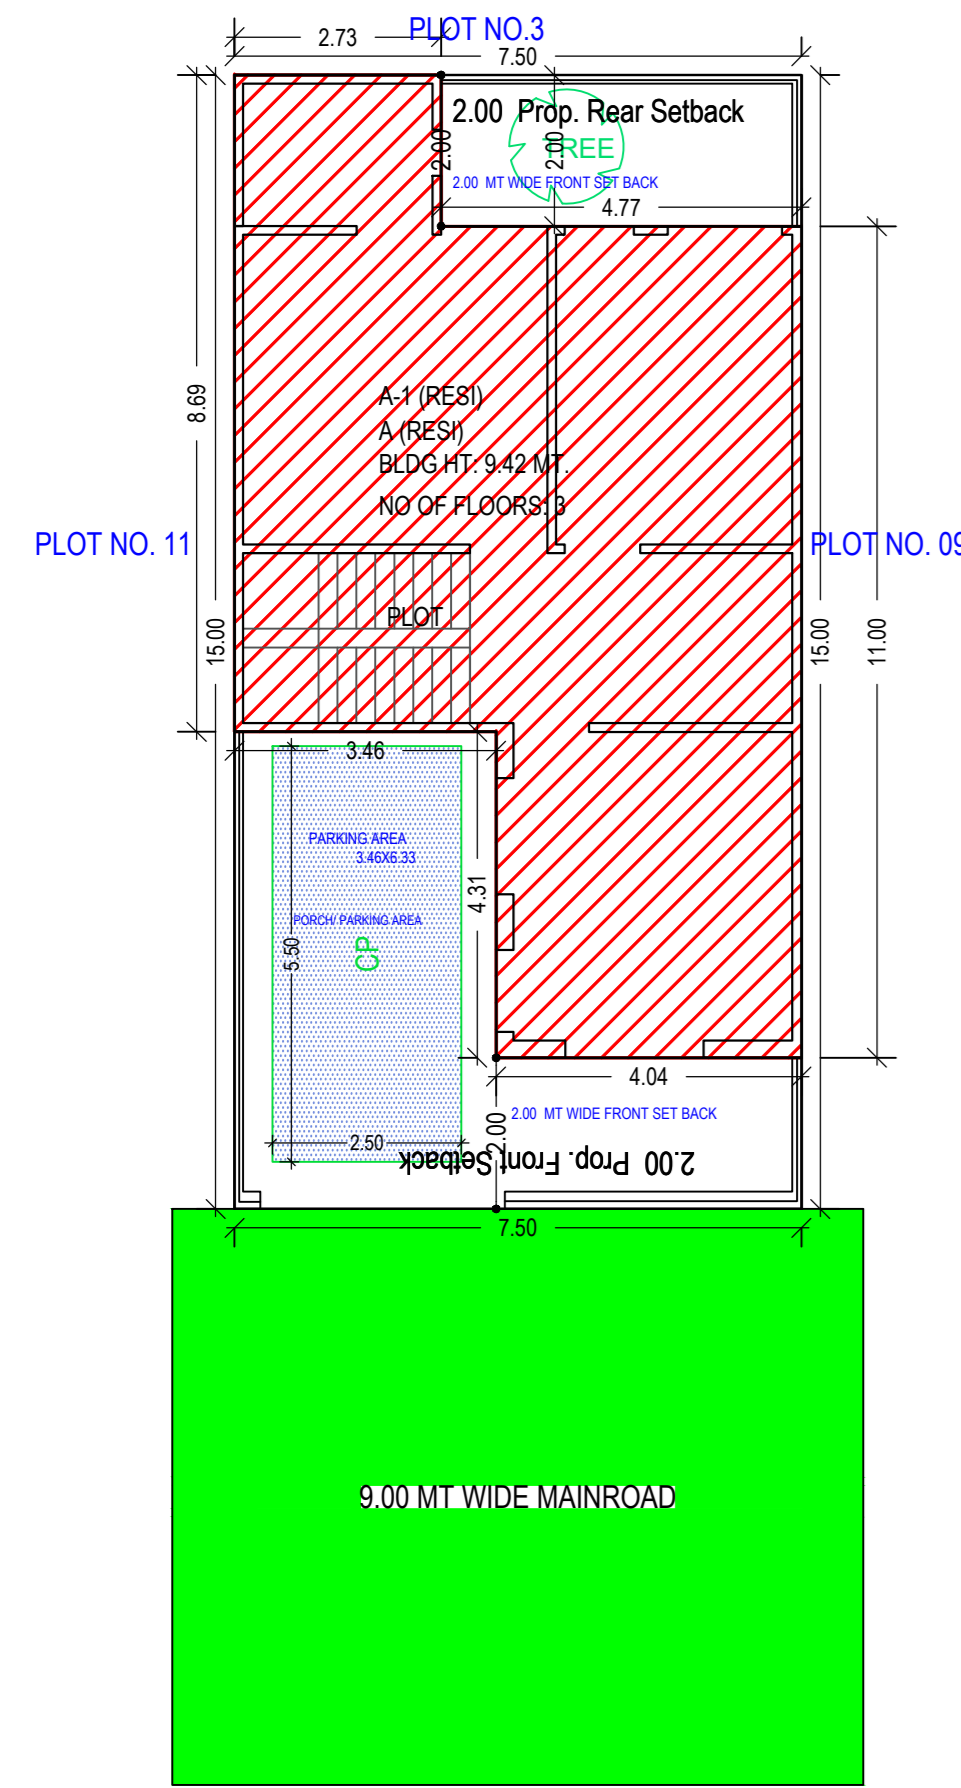 PLOT NO.3
2.73
7.50
2.00 Prop. Rear Setback
2.00
2.00
TREE
2.00 MT WIDE FRONT SET BACK
4.77
8.69
A-1 (RESI)
A (RESI)
BLDG HT: 9.42 MT.
NO OF FLOORS: 3
PLOT NO. 11
PLOT NO. 09
PLOT
15.00
15.00
11.00
3.46
PARKING AREA
3.46X6.33
4.31
PORCH/ PARKING AREA
5.50
CP
4.04
2.00 MT WIDE FRONT SET BACK
2.00
2.50
2.00 Prop. Front Setback
7.50
9.00 MT WIDE MAINROAD